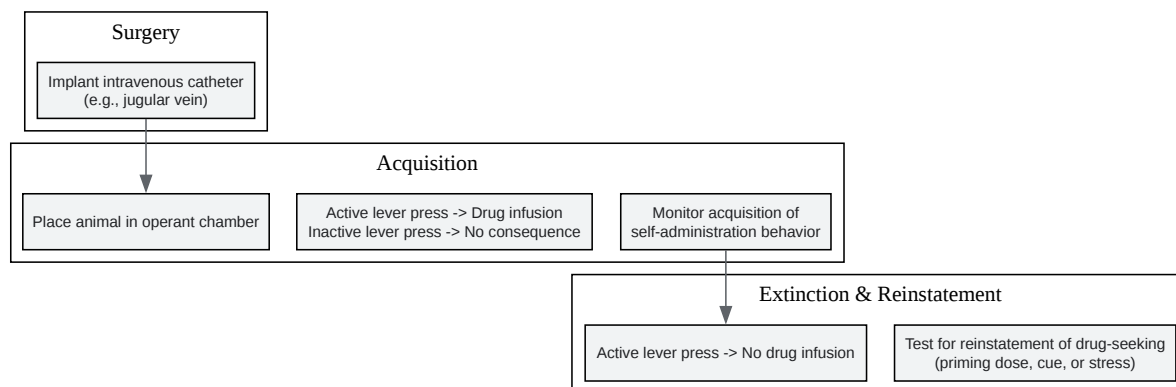 Surgery
Implant intravenous catheter
(e.g., jugular vein)
Acquisition
Place animal in operant chamber
Active lever press -> Drug infusion
Inactive lever press -> No consequence
Monitor acquisition of
self-administration behavior
Extinction & Reinstatement
Active lever press -> No drug infusion
Test for reinstatement of drug-seeking
(priming dose, cue, or stress)